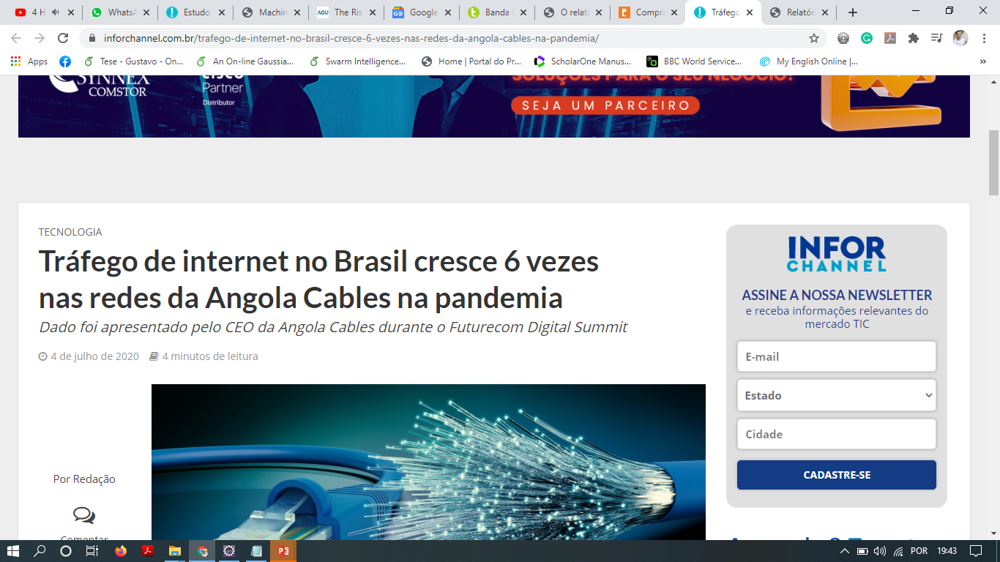 4 H
WhatsA
Estudo
Machin
AGU
The Ris
Google
Banda
O relat
Compra
Tráfego
Relatór
inforchannel.com.br/trafego-de-internet-no-brasil-cresce-6-vezes-nas-redes-da-angola-cables-na-pandemia/
Apps
Tese - Gustavo - On...
An On-line Gaussia...
Swarm Intelligence...
Home | Portal do Pr...
ScholarOne Manus...
BBC World Service...
My English Online |...
SYNNEX
COMSTOR
cisco
Partner
Distributor
SOLUÇÕES PARA O SEU NEGÓCIO!
SEJA UM PARCEIRO
TECNOLOGIA
Tráfego de internet no Brasil cresce 6 vezes
nas redes da Angola Cables na pandemia
Dado foi apresentado pelo CEO da Angola Cables durante o Futurecom Digital Summit
4 de julho de 2020 4 minutos de leitura
Por Redação
Comentar
INFOR
CHANNEL
ASSINE A NOSSA NEWSLETTER
e receba informações relevantes do
mercado TIC
E-mail
Estado
Cidade
CADASTRE-SE
POR
19:43